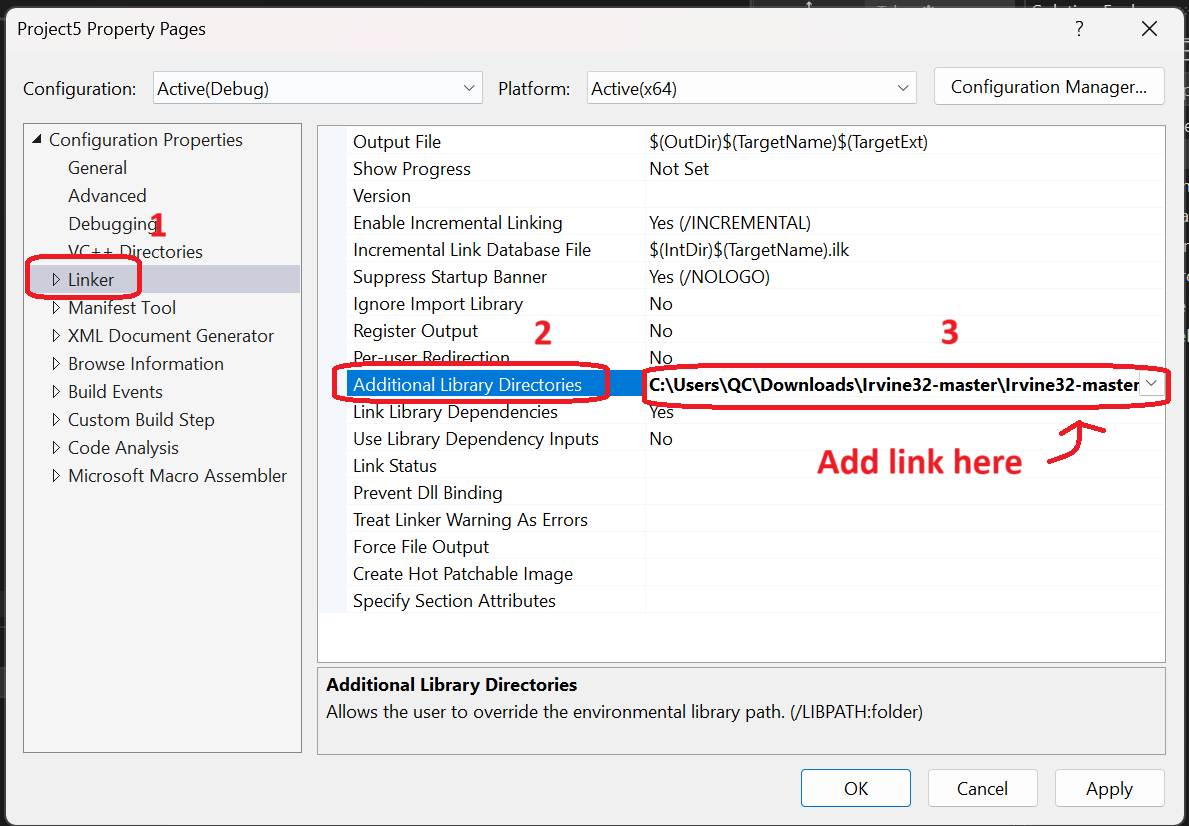 Project5 Property Pages
?
Configuration: Active(Debug) Platform: Active(x64) Configuration Manager...
Configuration Properties
General
Advanced
Debugging
1
VC++ Directories
Linker
Manifest Tool
XML Document Generator
Browse Information
Build Events
Custom Build Step
Code Analysis
Microsoft Macro Assembler
Output File $(OutDir)$(TargetName)$(TargetExt)
Show Progress Not Set
Version
Enable Incremental Linking Yes (/INCREMENTAL)
Incremental Link Database File $(IntDir)$(TargetName).ilk
Suppress Startup Banner Yes (/NOLOGO)
Ignore Import Library No
Register Output No
2 3
Per-user Redirection No
Additional Library Directories C:\Users\QC\Downloads\Irvine32-master\Irvine32-master
Link Library Dependencies Yes
Use Library Dependency Inputs No
Link Status
Add link here
Prevent Dll Binding
Treat Linker Warning As Errors
Force File Output
Create Hot Patchable Image
Specify Section Attributes
Additional Library Directories
Allows the user to override the environmental library path. (/LIBPATH:folder)
OK Cancel Apply